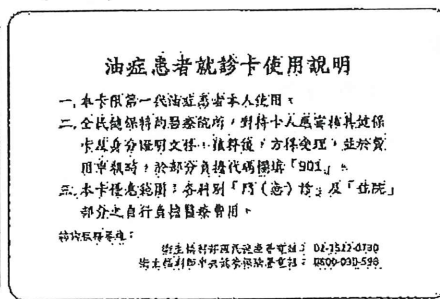 油症患者就診卡使用說明
一、本卡限第一代油症患者本人使用。
二、全民健保特約醫療院所,對持卡人應審核其健保
卡及身分證明文件,確認後,方得受理,並於費
用申報時,於部分負擔代碼欄填「901」。
三、本卡優惠範圍:各科別「門(急)診」及「住院」
部分之自行負擔醫療費用。
諮詢服務專線:
衛生福利部國民健康署電話:02-2522-0780
衛生福利部中央健康保險署電話:0800-030-598